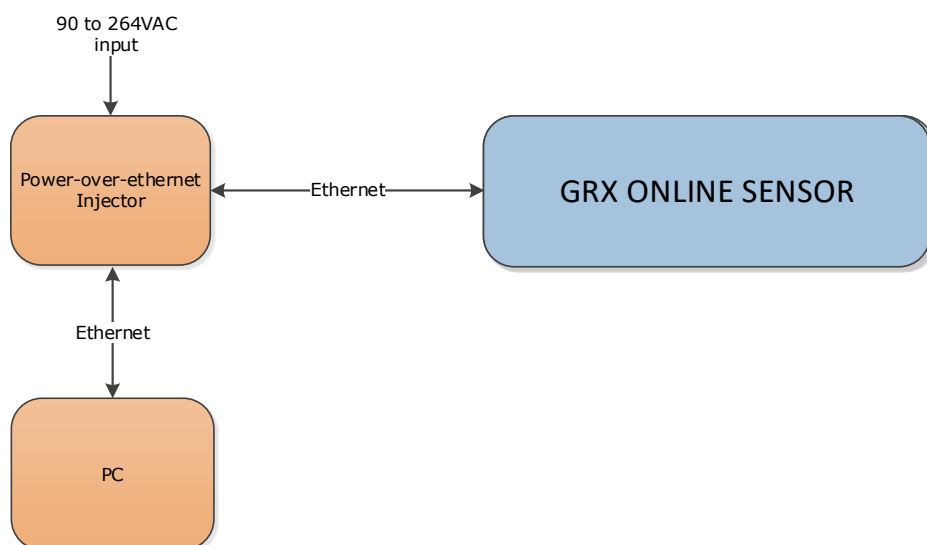 90 to 264VAC
input
Power-over-ethernet
Injector
Ethernet
GRX ONLINE SENSOR
Ethernet
PC